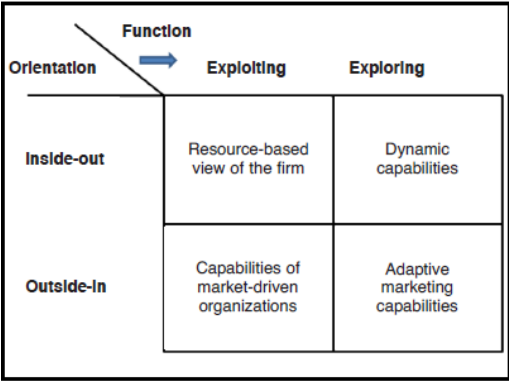 Function
Orientation
Exploiting
Exploring
Inside-out
Resource-based
view of the firm
Dynamic
capabilities
Outside-in
Capabilities of
market-driven
organizations
Adaptive
marketing
capabilities